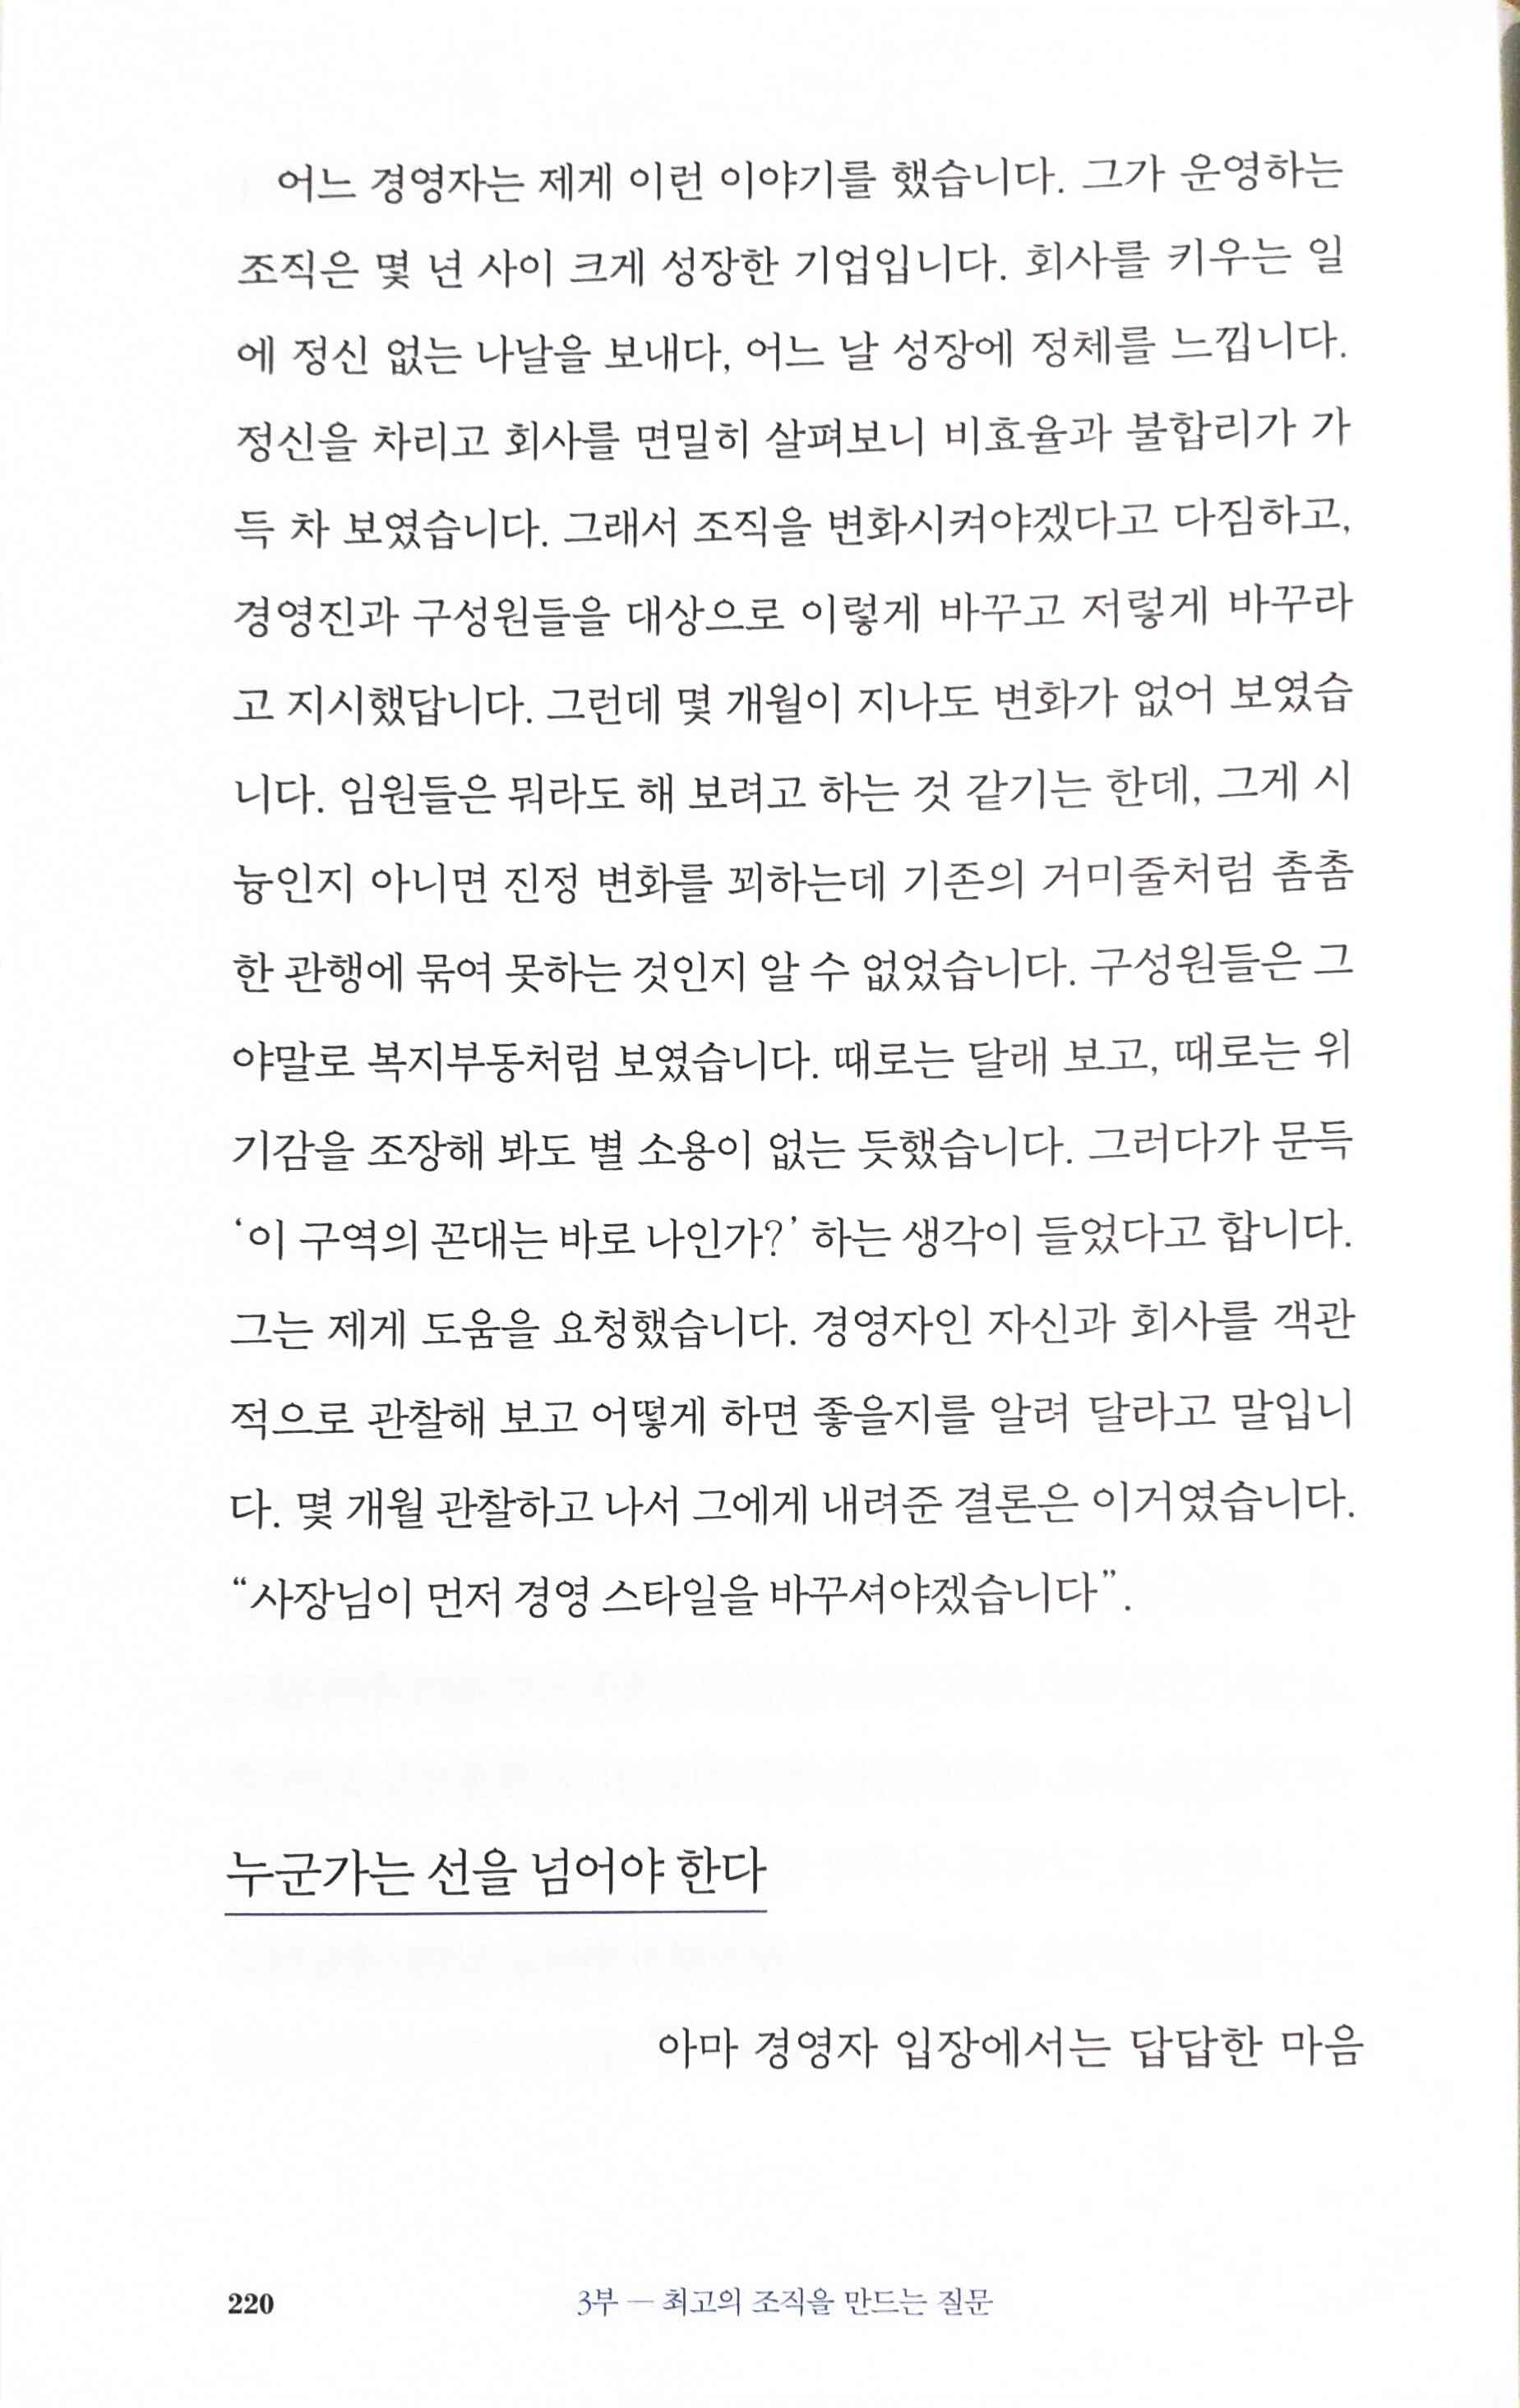 어느 경영자는 제게 이런 이야기를 했습니다. 그가 운영하는
조직은 몇 년 사이 크게 성장한 기업입니다. 회사를 키우는 일
에 정신 없는 나날을 보내다, 어느 날 성장에 정체를 느낍니다.
정신을 차리고 회사를 면밀히 살펴보니 비효율과 불합리가 가
득 차 보였습니다. 그래서 조직을 변화시켜야겠다고 다짐하고,
경영진과 구성원들을 대상으로 이렇게 바꾸고 저렇게 바꾸라
고 지시했답니다. 그런데 몇 개월이 지나도 변화가 없어 보였습
니다. 임원들은 뭐라도 해 보려고 하는 것 같기는 한데, 그게 시
늉인지 아니면 진정 변화를 꾀하는데 기존의 거미줄처럼 촘촘
한 관행에 묶여 못하는 것인지 알 수 없었습니다. 구성원들은 그
야말로 복지부동처럼 보였습니다. 때로는 달래 보고, 때로는 위
기감을 조장해 봐도 별 소용이 없는 듯했습니다. 그러다가 문득
‘이 구역의 꼰대는 바로 나인가?’ 하는 생각이 들었다고 합니다.
그는 제게 도움을 요청했습니다. 경영자인 자신과 회사를 객관
적으로 관찰해 보고 어떻게 하면 좋을지를 알려 달라고 말입니
다. 몇 개월 관찰하고 나서 그에게 내려준 결론은 이거였습니다.
“사장님이 먼저 경영 스타일을 바꾸셔야겠습니다”.
누군가는 선을 넘어야 한다
아마 경영자 입장에서는 답답한 마음
220 3부 — 최고의 조직을 만드는 질문